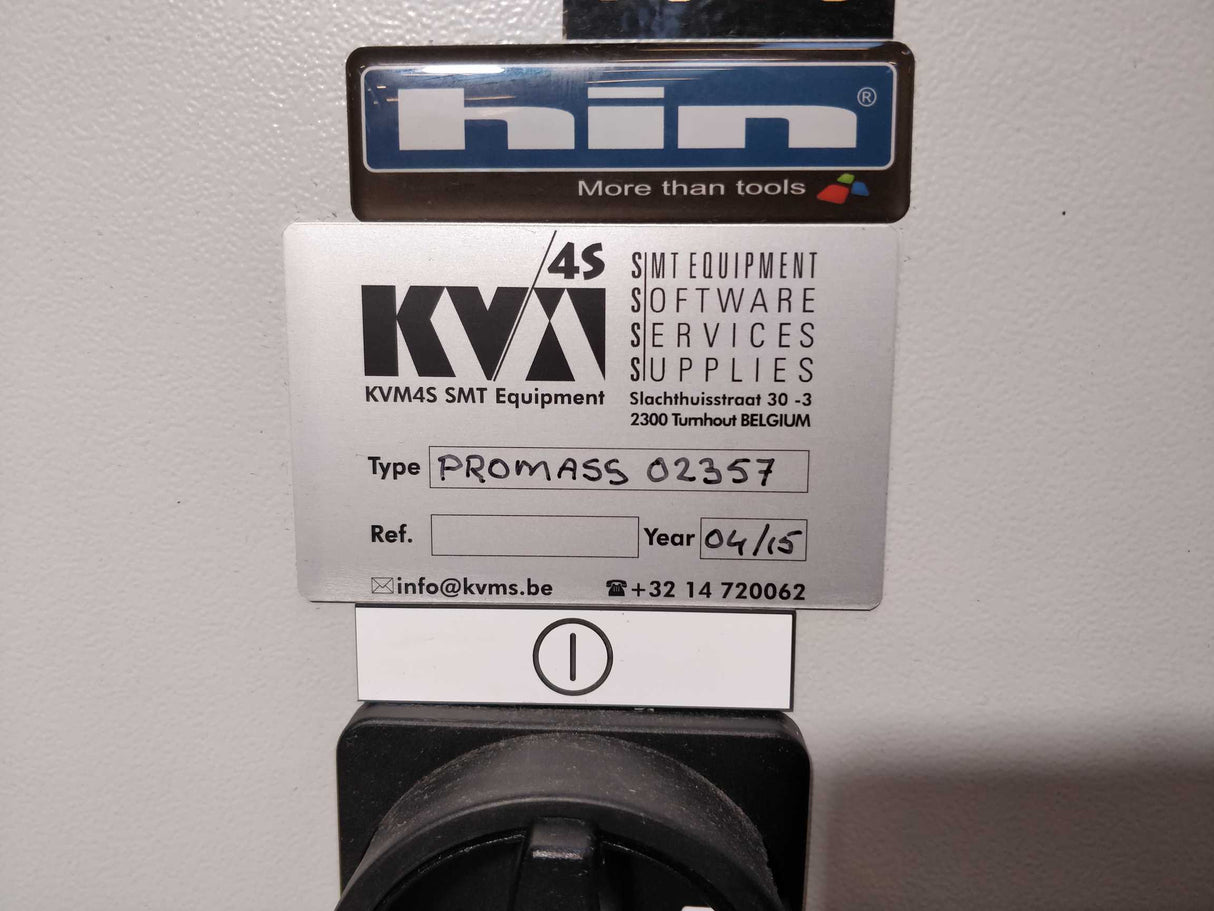 hin®
More than tools
4S
KVM
KVM4S SMT Equipment
SMT EQUIPMENT
SOFTWARE
SERVICES
SUPPLIES
Slachthuisstraat 30 -3
2300 Turnhout BELGIUM
Type PROMASS 02357
Ref.
Year 04/15
info@kvms.be
+32 14 720062